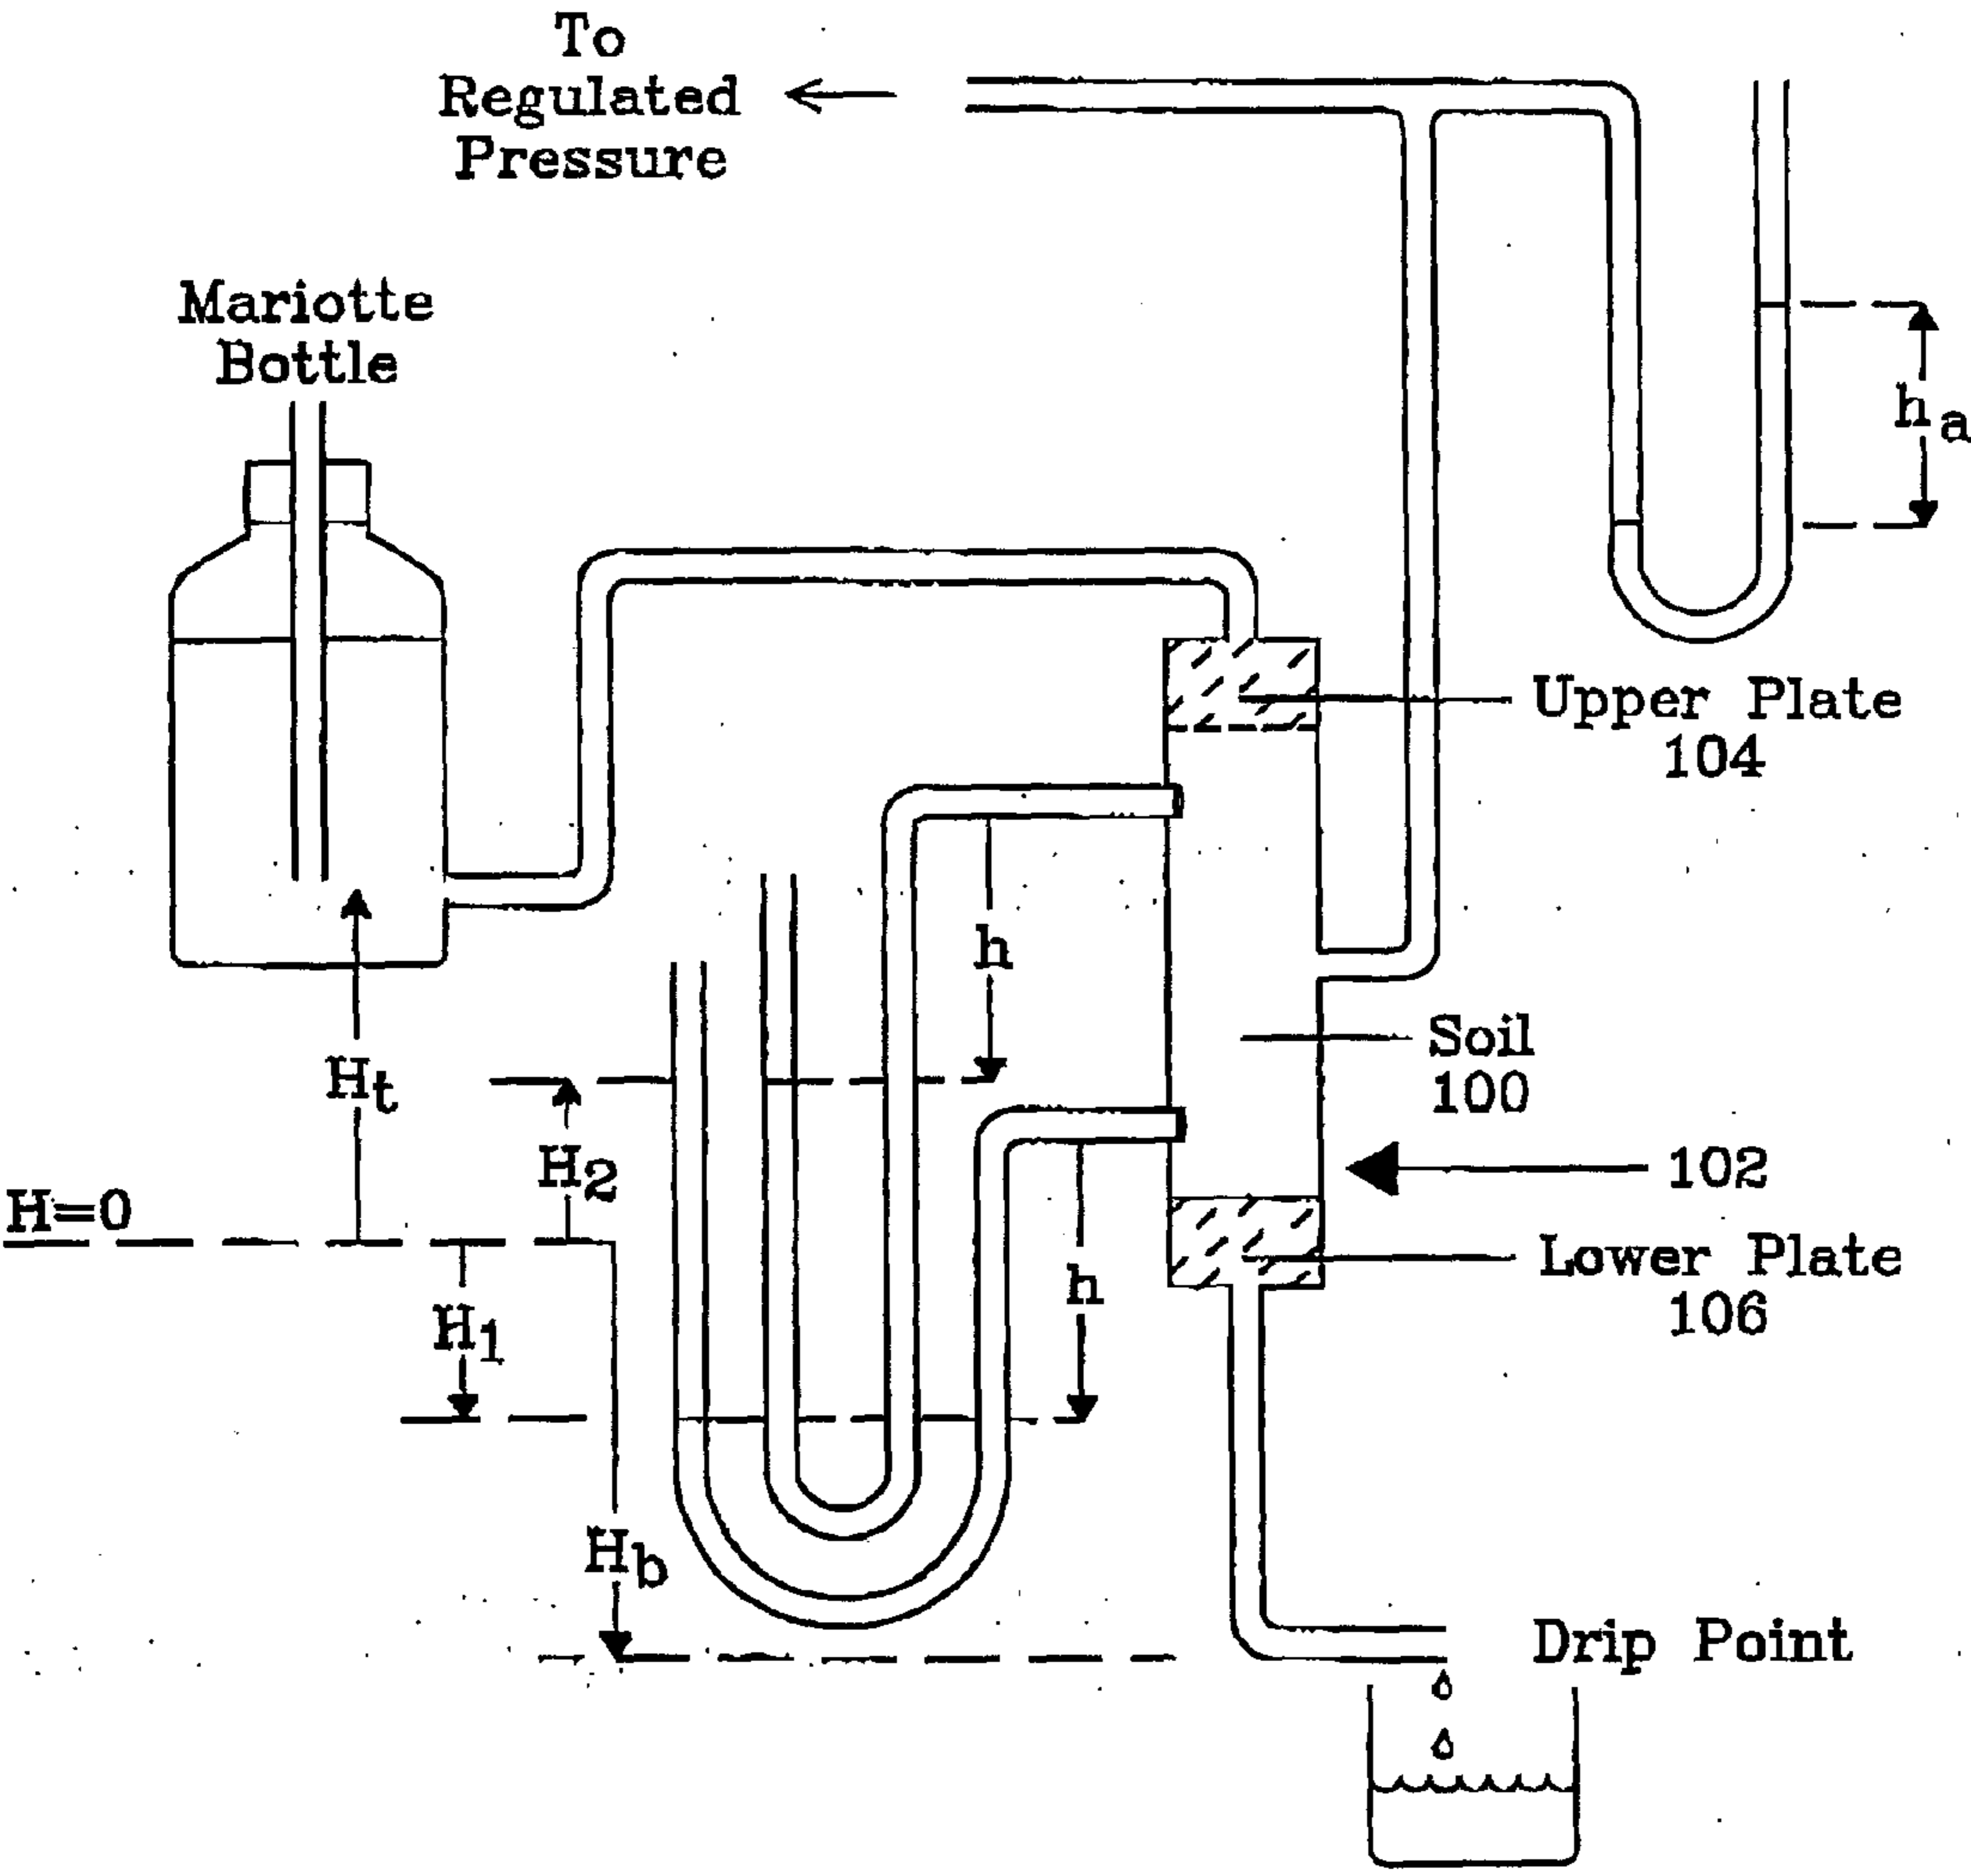 To
Regulated
Pressure
Mariotte
Bottle
ha
Upper Plate
104
h
Ht
Soil
100
H2
102
H=0
Lower Plate
106
h
H1
Hb
Drip Point